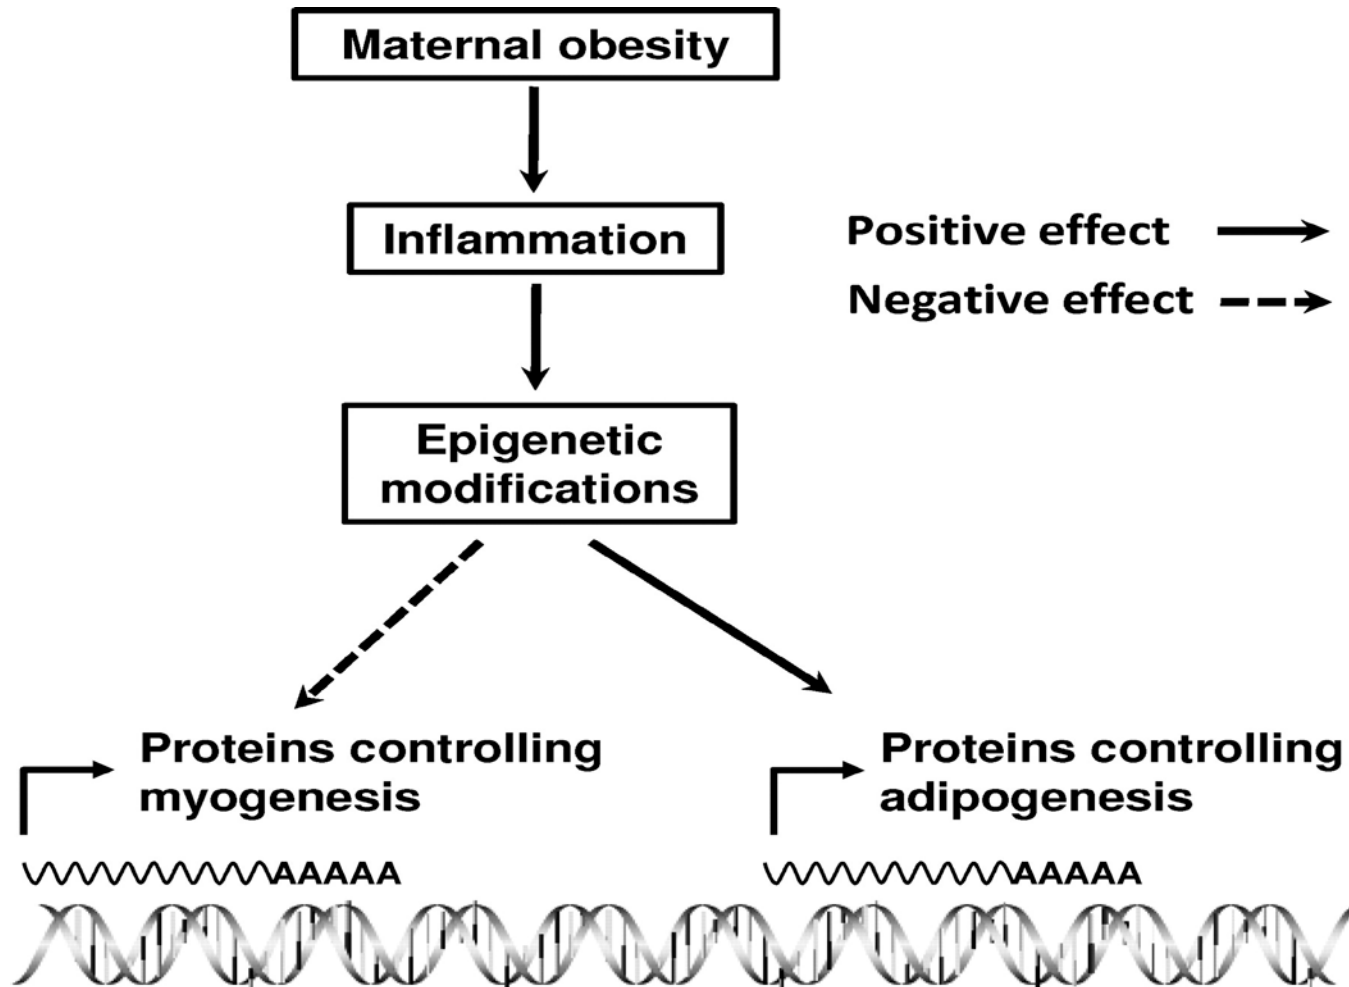 Maternal obesity
Inflammation
Positive effect
Negative effect
Epigenetic
modifications
Proteins controlling
myogenesis
Proteins controlling
adipogenesis
AAAAA
AAAAA